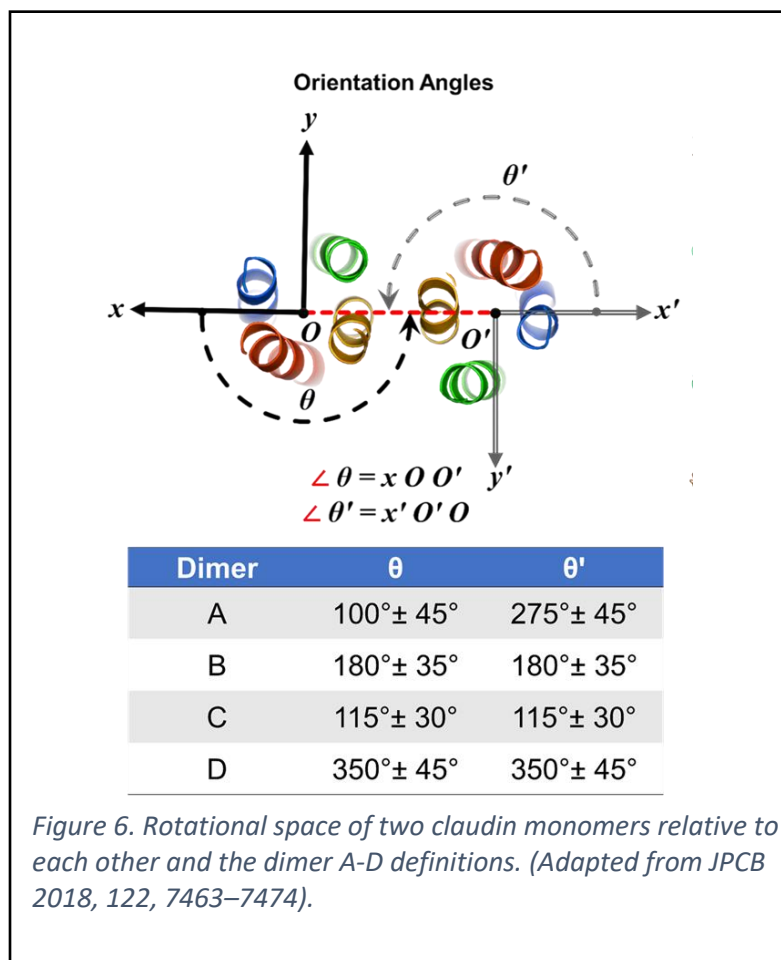 Orientation Angles
y
θ'
x
O
O'
x'
θ
∠ θ = x O O'
y'
∠ θ' = x' O' O
Dimer θ θ'
A 100°± 45° 275°± 45°
B 180°± 35° 180°± 35°
C 115°± 30° 115°± 30°
D 350°± 45° 350°± 45°
Figure 6. Rotational space of two claudin monomers relative to
each other and the dimer A-D definitions. (Adapted from JPCB
2018, 122, 7463–7474).